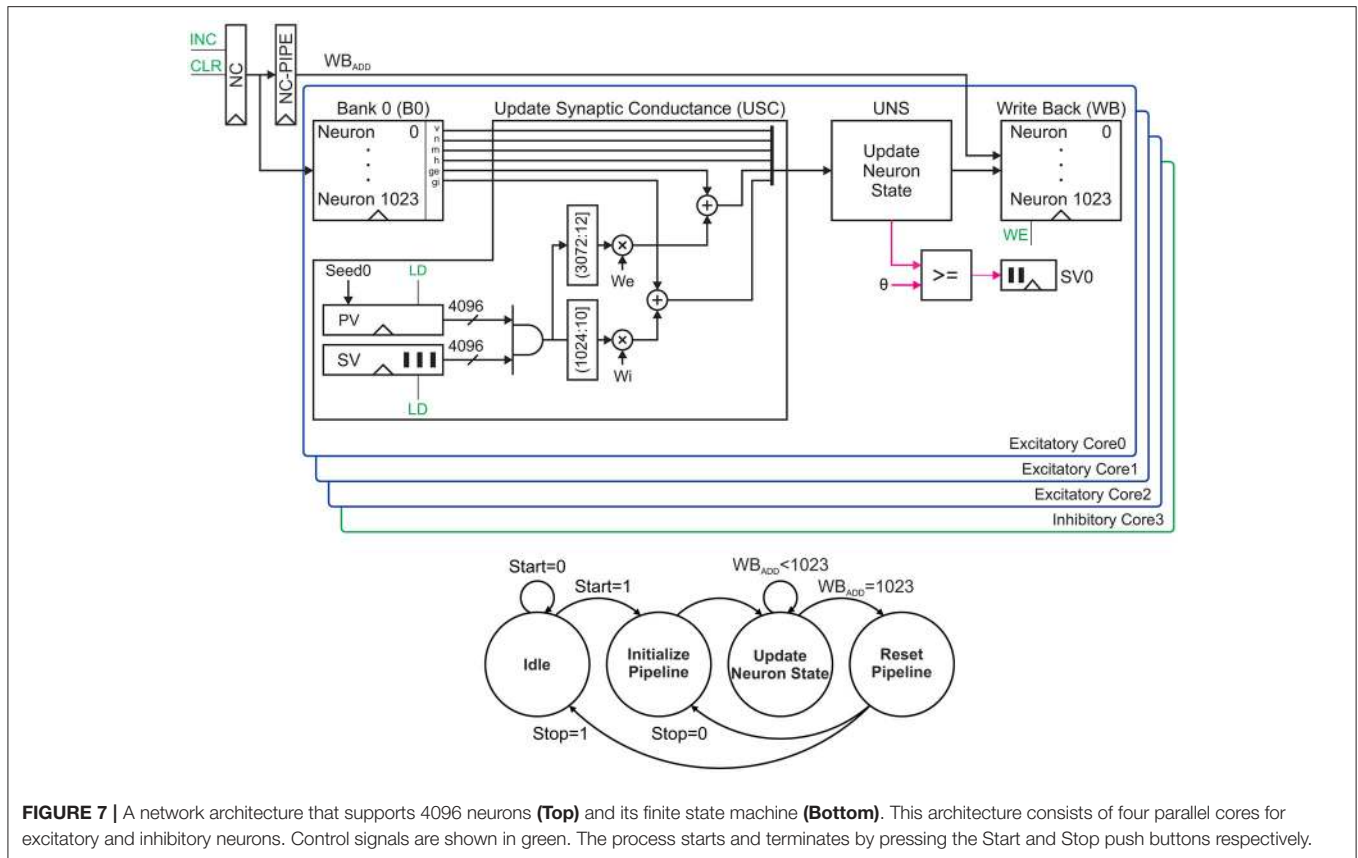 INC
CLR
NC
NC-PIPE
WB_ADD
Bank 0 (B0)
Update Synaptic Conductance (USC)
UNS
Write Back (WB)
Neuron 0
.
.
.
Neuron 1023
v
n
m
h
ge
gi
Update
Neuron
State
Neuron 0
.
.
.
Neuron 1023
WE
(3072:12]
We
(1024:10]
Wi
Seed0
LD
PV
4096
SV
4096
LD
θ
>=
SV0
Excitatory Core0
Excitatory Core1
Excitatory Core2
Inhibitory Core3
Start=0
Start=1
WB_ADD<1023
WB_ADD=1023
Idle
Initialize
Pipeline
Update
Neuron State
Reset
Pipeline
Stop=1
Stop=0
FIGURE 7 | A network architecture that supports 4096 neurons (Top) and its finite state machine (Bottom). This architecture consists of four parallel cores for
excitatory and inhibitory neurons. Control signals are shown in green. The process starts and terminates by pressing the Start and Stop push buttons respectively.